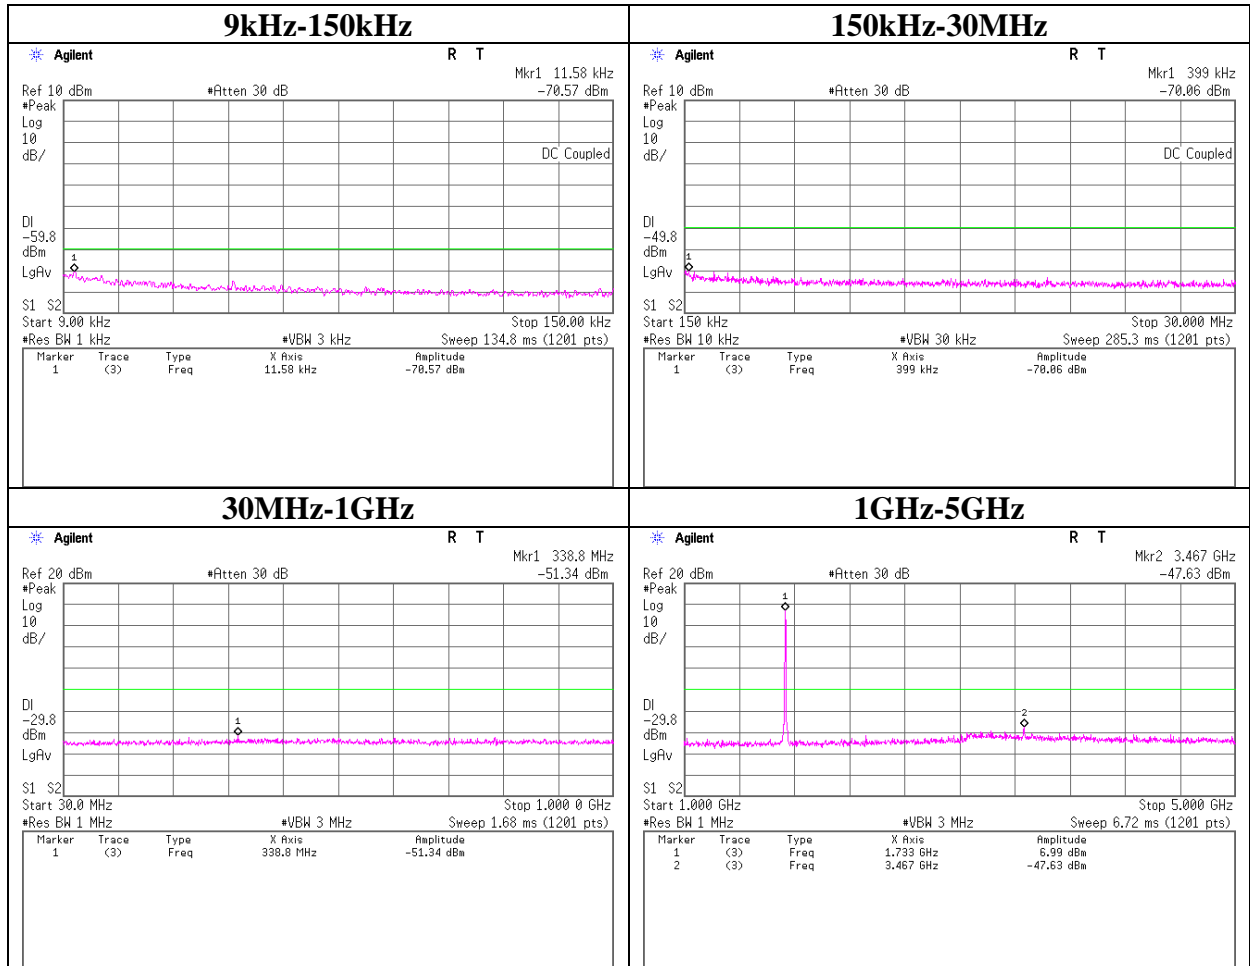 9kHz-150kHz
Agilent R T
Mkr1 11.58 kHz
Ref 10 dBm #Atten 30 dB -70.57 dBm
#Peak
Log
10
dB/
DC Coupled
DI
-59.8
dBm
LgAv
1
S1 S2
Start 9.00 kHz Stop 150.00 kHz
#Res BW 1 kHz #VBW 3 kHz Sweep 134.8 ms (1201 pts)
Marker Trace Type X Axis Amplitude
1 (3) Freq 11.58 kHz -70.57 dBm
150kHz-30MHz
Agilent R T
Mkr1 399 kHz
Ref 10 dBm #Atten 30 dB -70.06 dBm
#Peak
Log
10
dB/
DC Coupled
DI
-49.8
dBm
LgAv
1
S1 S2
Start 150 kHz Stop 30.000 MHz
#Res BW 10 kHz #VBW 30 kHz Sweep 285.3 ms (1201 pts)
Marker Trace Type X Axis Amplitude
1 (3) Freq 399 kHz -70.06 dBm
30MHz-1GHz
Agilent R T
Mkr1 338.8 MHz
Ref 20 dBm #Atten 30 dB -51.34 dBm
#Peak
Log
10
dB/
DI
-29.8
dBm
LgAv
1
S1 S2
Start 30.0 MHz Stop 1.000 0 GHz
#Res BW 1 MHz #VBW 3 MHz Sweep 1.68 ms (1201 pts)
Marker Trace Type X Axis Amplitude
1 (3) Freq 338.8 MHz -51.34 dBm
1GHz-5GHz
Agilent R T
Mkr2 3.467 GHz
Ref 20 dBm #Atten 30 dB -47.63 dBm
#Peak
Log
10
dB/
1
DI
-29.8
dBm
LgAv
2
S1 S2
Start 1.000 GHz Stop 5.000 GHz
#Res BW 1 MHz #VBW 3 MHz Sweep 6.72 ms (1201 pts)
Marker Trace Type X Axis Amplitude
1 (3) Freq 1.733 GHz 6.99 dBm
2 (3) Freq 3.467 GHz -47.63 dBm